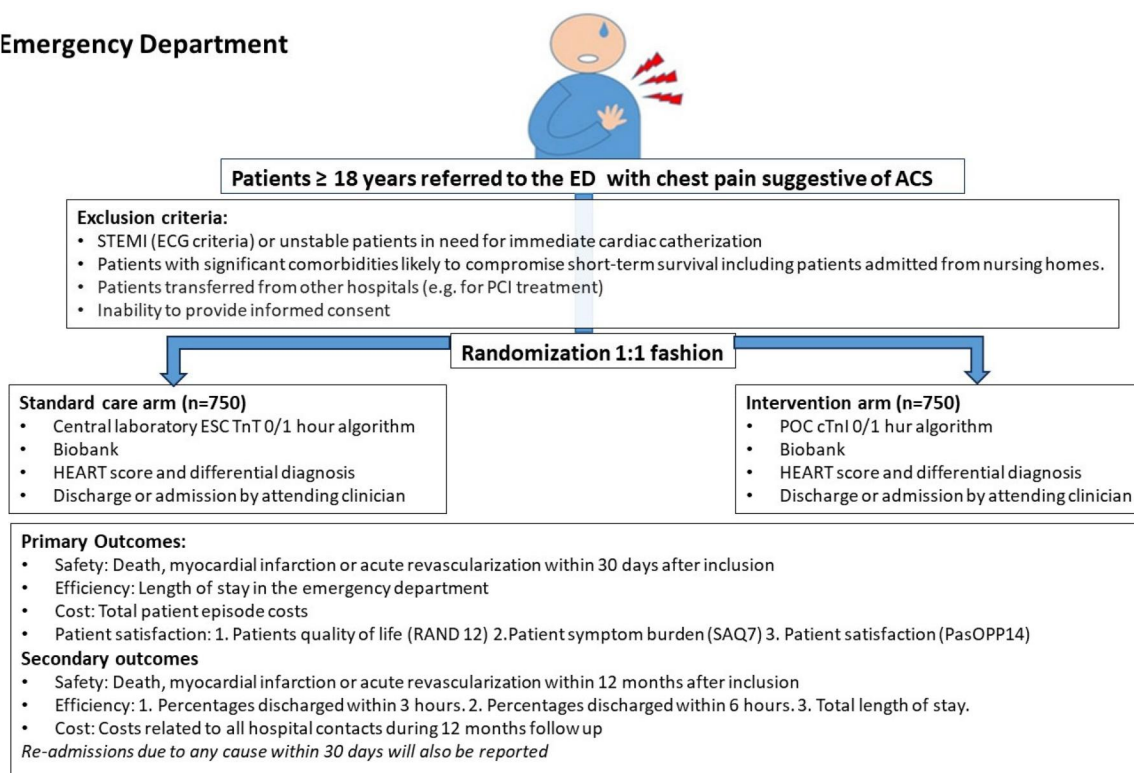 Emergency Department
Patients ≥ 18 years referred to the ED with chest pain suggestive of ACS
Exclusion criteria:
• STEMI (ECG criteria) or unstable patients in need for immediate cardiac catherization
• Patients with significant comorbidities likely to compromise short-term survival including patients admitted from nursing homes.
• Patients transferred from other hospitals (e.g. for PCI treatment)
• Inability to provide informed consent
Randomization 1:1 fashion
Standard care arm (n=750)
• Central laboratory ESC TnT 0/1 hour algorithm
• Biobank
• HEART score and differential diagnosis
• Discharge or admission by attending clinician
Intervention arm (n=750)
• POC cTnI 0/1 hur algorithm
• Biobank
• HEART score and differential diagnosis
• Discharge or admission by attending clinician
Primary Outcomes:
• Safety: Death, myocardial infarction or acute revascularization within 30 days after inclusion
• Efficiency: Length of stay in the emergency department
• Cost: Total patient episode costs
• Patient satisfaction: 1. Patients quality of life (RAND 12) 2.Patient symptom burden (SAQ7) 3. Patient satisfaction (PasOPP14)
Secondary outcomes
• Safety: Death, myocardial infarction or acute revascularization within 12 months after inclusion
• Efficiency: 1. Percentages discharged within 3 hours. 2. Percentages discharged within 6 hours. 3. Total length of stay.
• Cost: Costs related to all hospital contacts during 12 months follow up
Re-admissions due to any cause within 30 days will also be reported